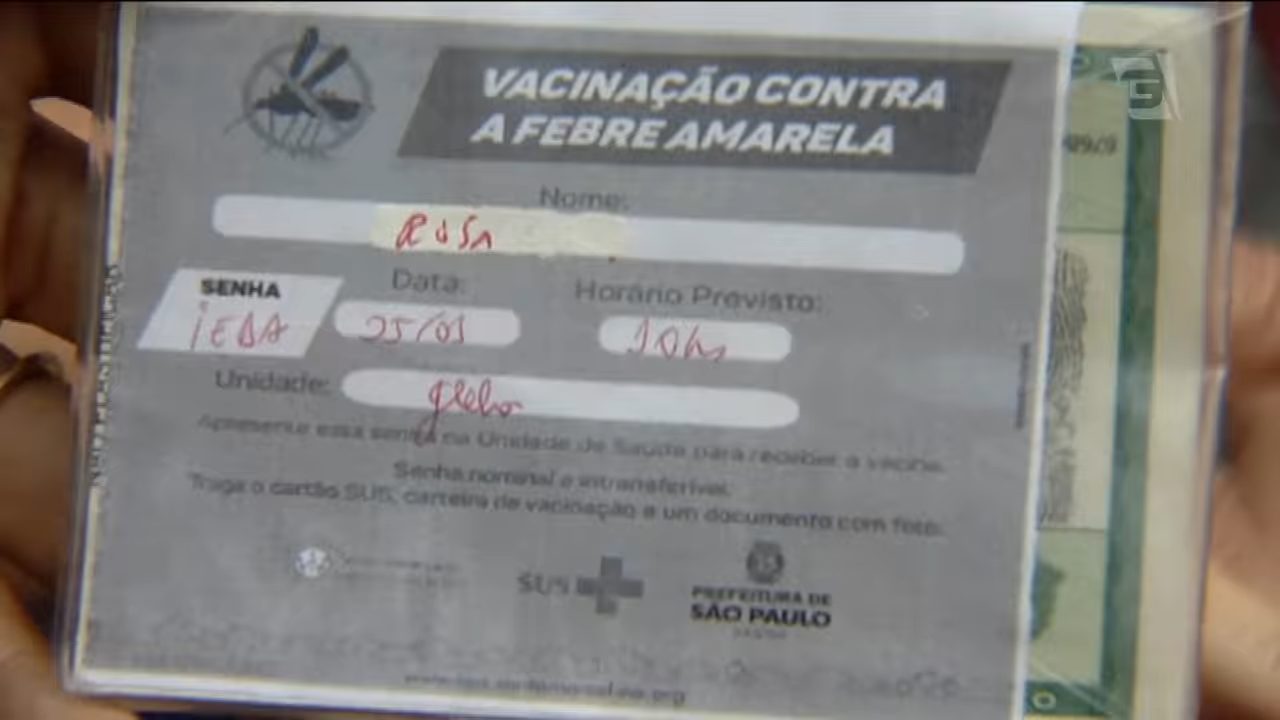 VACINAÇÃO CONTRA
A FEBRE AMARELA
Nome:
ROSA
SENHA
Data:
Horário Previsto:
25/01
10hs
Unidade:
Apresente essa senha na Unidade de Saúde para receber a vacina.
Senha nominal e intransferível.
Traga o cartão SUS, carteira de vacinação e um documento com foto.
SUS
PREFEITURA DE
SÃO PAULO
SAÚDE